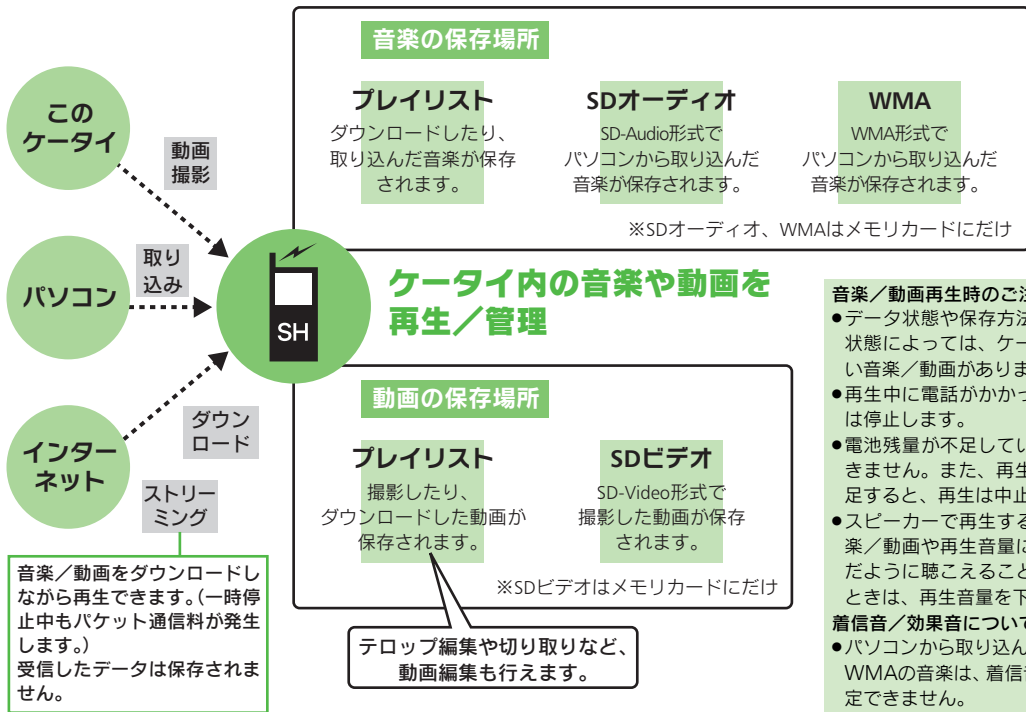 この
ケータイ
動画
撮影
パソコン
取り
込み
インター
ネット
ダウン
ロード
ストリー
ミング
音楽／動画をダウンロードし
ながら再生できます。（一時停
止中もパケット通信料が発生
します。）
受信したデータは保存されま
せん。
SH
ケータイ内の音楽や動画を
再生／管理
音楽の保存場所
プレイリスト
ダウンロードしたり、
取り込んだ音楽が保存
されます。
SDオーディオ
SD-Audio形式で
パソコンから取り込んだ
音楽が保存されます。
WMA
WMA形式で
パソコンから取り込んだ
音楽が保存されます。
※SDオーディオ、WMAはメモリカードにだけ
動画の保存場所
プレイリスト
撮影したり、
ダウンロードした動画が
保存されます。
SDビデオ
SD-Video形式で
撮影した動画が保存
されます。
※SDビデオはメモリカードにだけ
テロップ編集や切り取りなど、
動画編集も行えます。
音楽／動画再生時のご注
●データ状態や保存方法
状態によっては、ケー
い音楽／動画がありま
●再生中に電話がかかっ
は停止します。
●電池残量が不足してい
きません。また、再生
足すると、再生は中止
●スピーカーで再生する
楽／動画や再生音量に
だように聴こえること
ときは、再生音量を下
着信音／効果音について
●パソコンから取り込ん
WMAの音楽は、着信音
定できません。